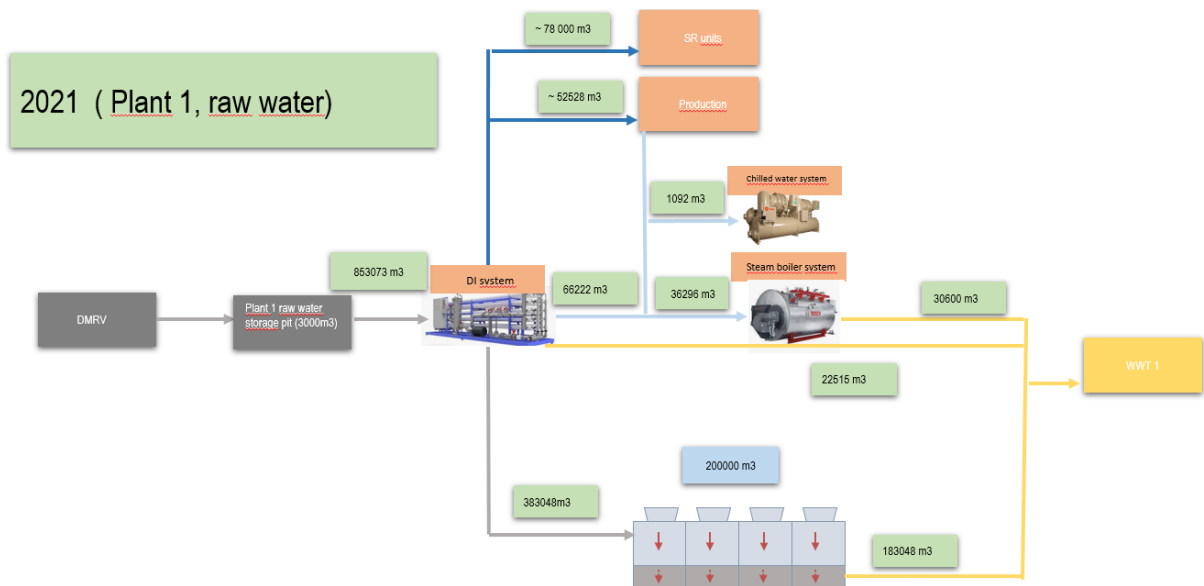 ~ 78 000 m3
SR units
2021 ( Plant 1, raw water)
~ 52528 m3
Production
Chilled water system
1092 m3
853073 m3
DI system
66222 m3
36296 m3
Steam boiler system
30600 m3
DMRV
Plant 1 raw water
storage pit (3000m3)
22515 m3
WWT 1
200000 m3
383048m3
183048 m3